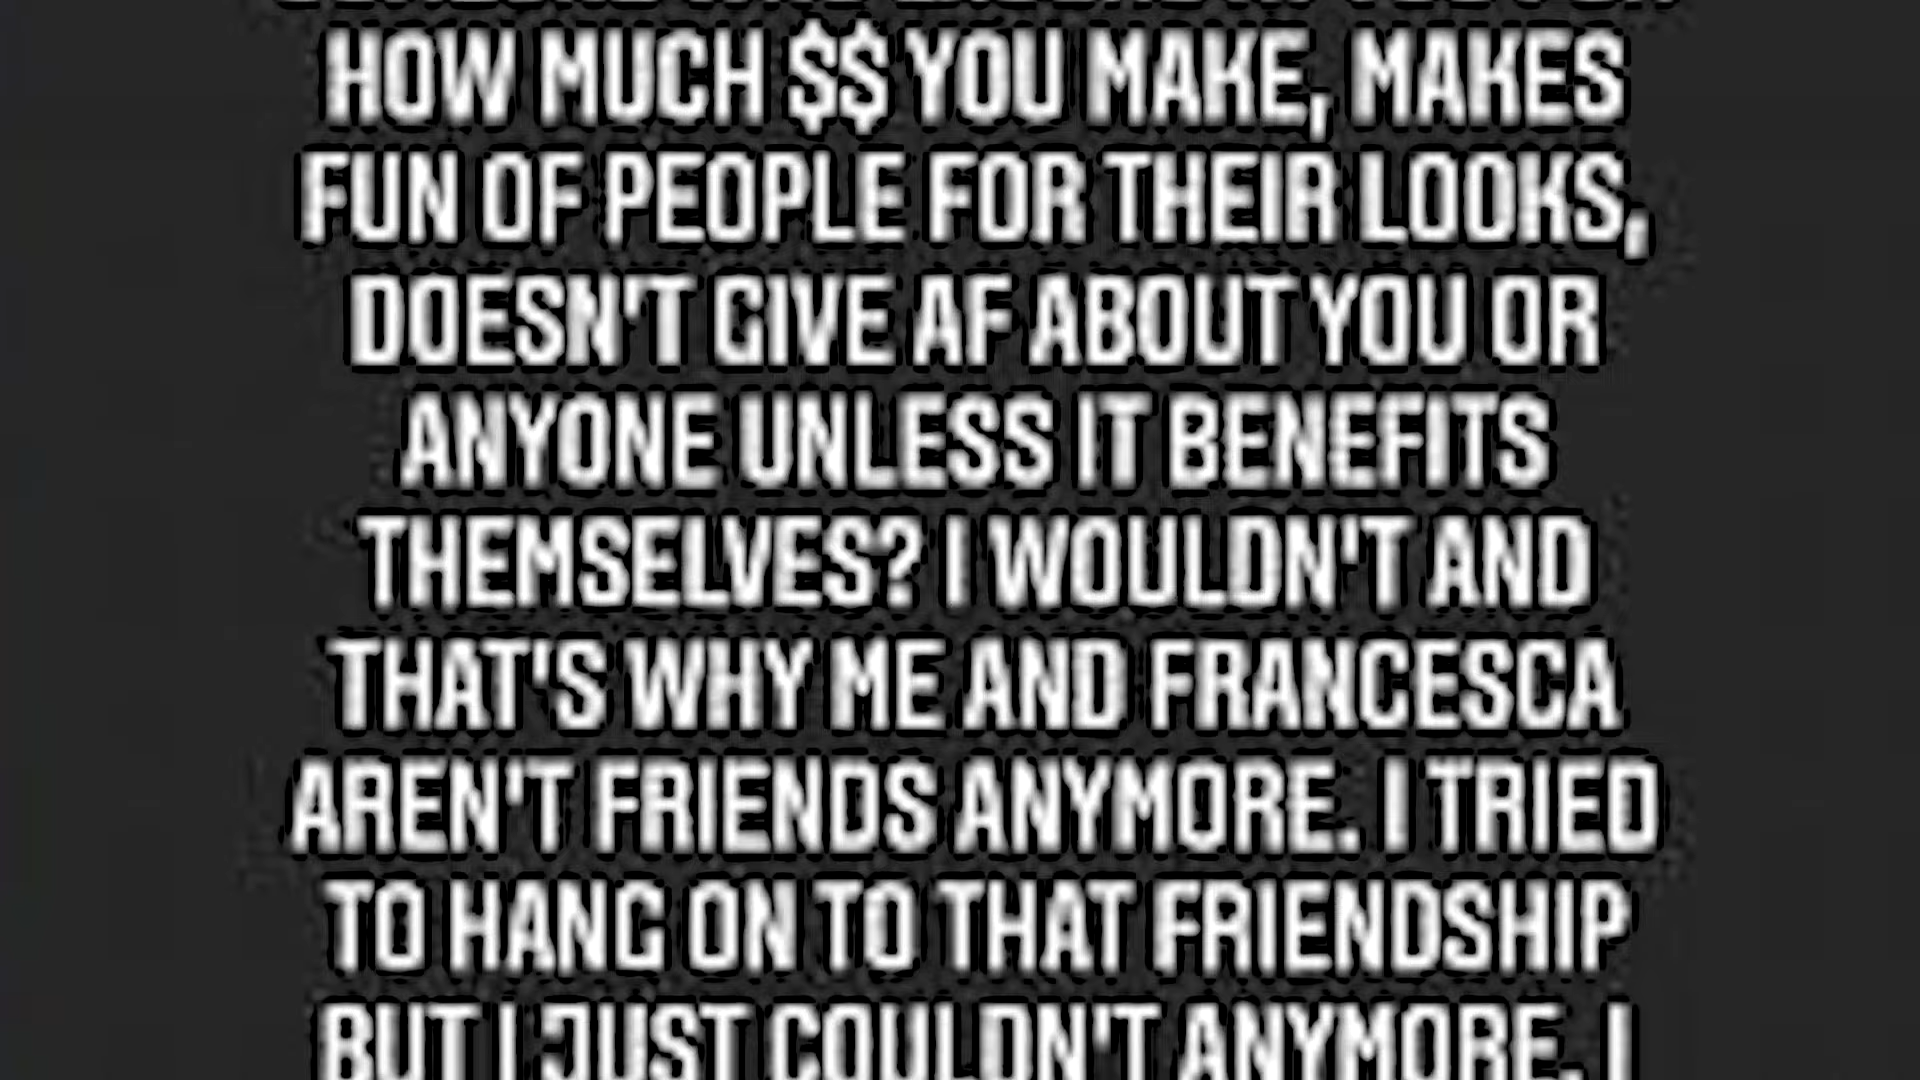 HOW MUCH $$ YOU MAKE, MAKES
FUN OF PEOPLE FOR THEIR LOOKS,
DOESN'T GIVE AF ABOUT YOU OR
ANYONE UNLESS IT BENEFITS
THEMSELVES? I WOULDN'T AND
THAT'S WHY ME AND FRANCESCA
AREN'T FRIENDS ANYMORE. I TRIED
TO HANG ON TO THAT FRIENDSHIP
BUT I JUST COULDN'T ANYMORE. I